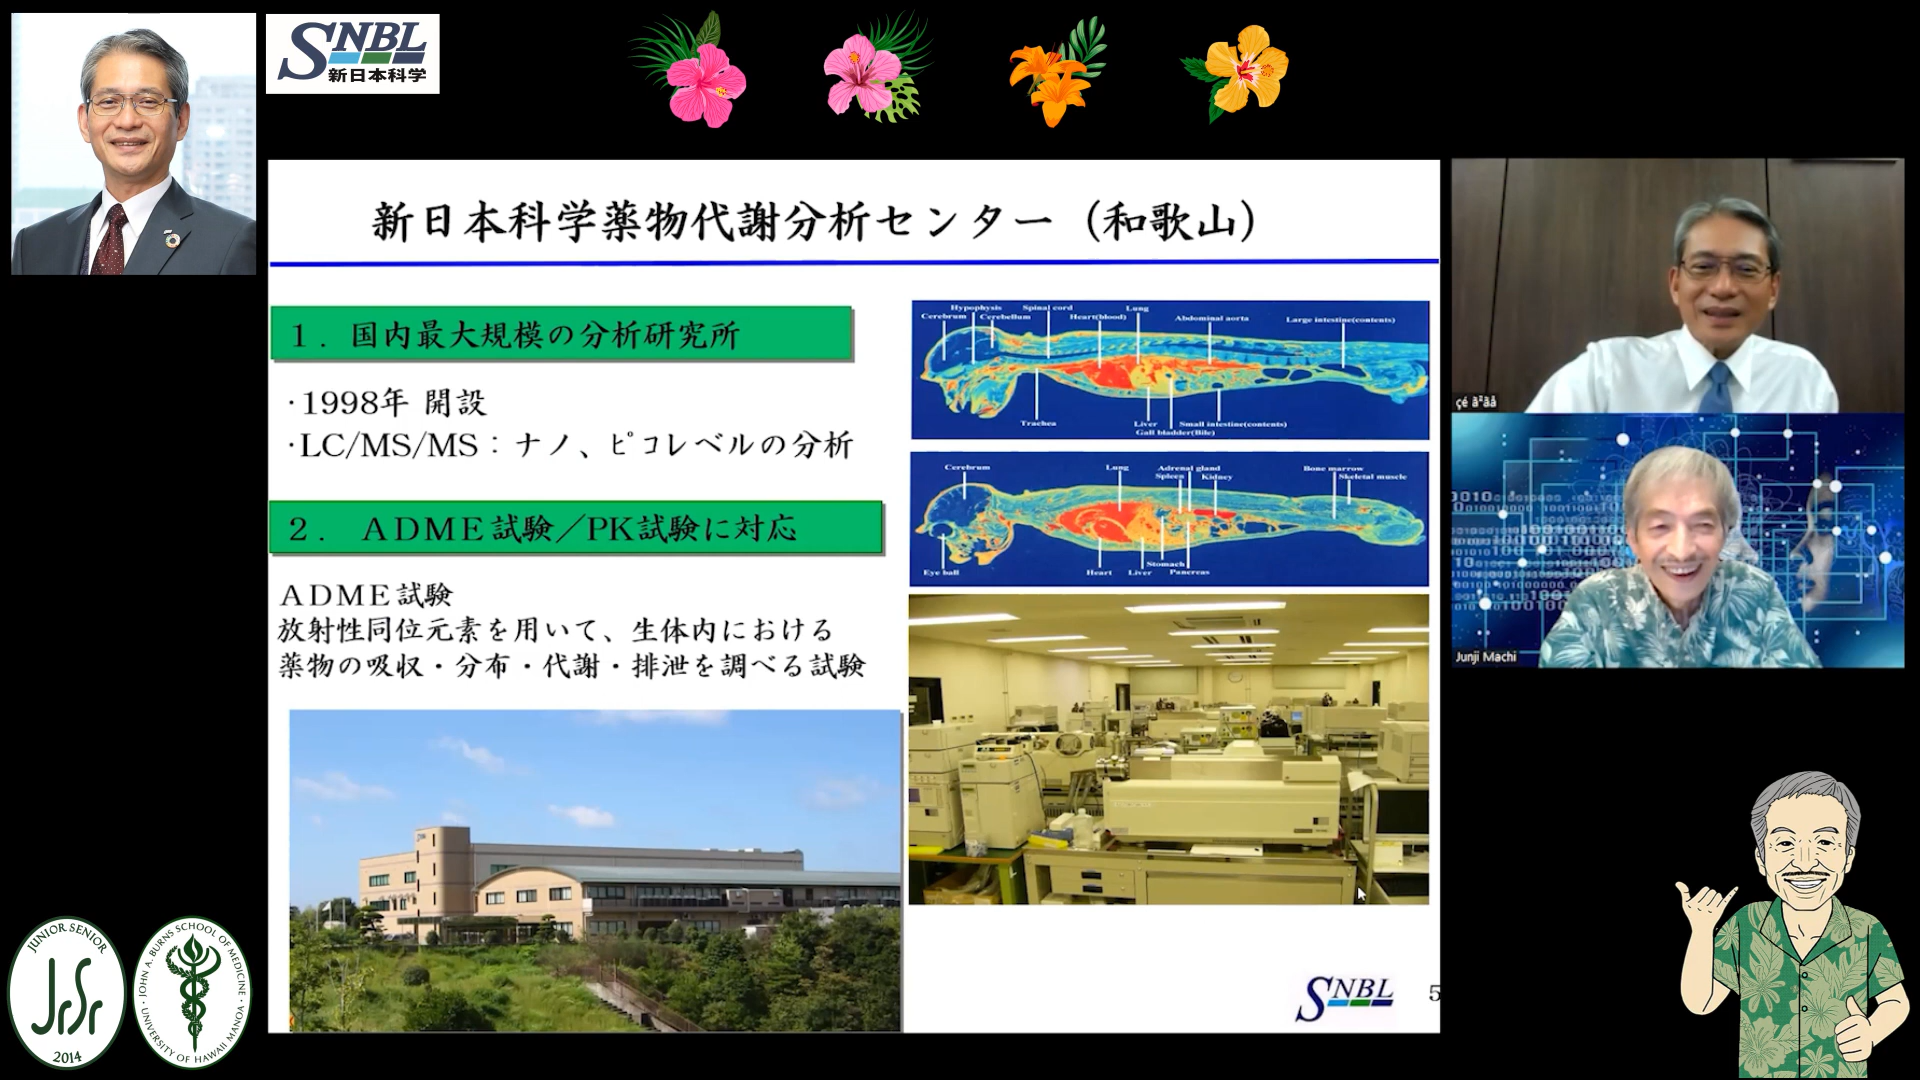 SNBL
新日本科学
新日本科学薬物代謝分析センター（和歌山）
１．国内最大規模の分析研究所
・1998年 開設
・LC/MS/MS：ナノ、ピコレベルの分析
２．ＡＤＭＥ試験／PK試験に対応
ＡＤＭＥ試験
放射性同位元素を用いて、生体内における
薬物の吸収・分布・代謝・排泄を調べる試験
Hypophysis Spinal cord Lung
Cerebrum Cerebellum Heart(blood) Abdominal aorta Large intestine(contents)
Trachea Liver Small intestine(contents)
Gall bladder(Bile)
Cerebrum Lung Adrenal gland Bone marrow
Spleen Kidney Skeletal muscle
Stomach
Eye ball Heart Liver Pancreas
SNBL
5
çé ã²ãå
Junji Machi
JUNIOR SENIOR
JrSr
2014
JOHN A. BURNS SCHOOL OF MEDICINE
UNIVERSITY OF HAWAII MANOA